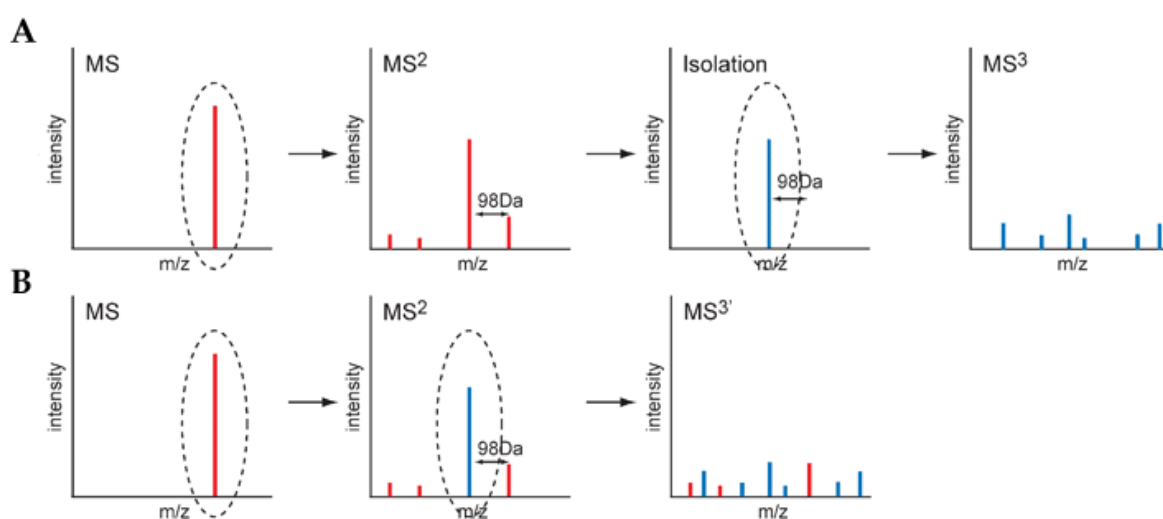 A
MS
intensity
m/z
MS²
intensity
98Da
m/z
Isolation
intensity
98Da
m/z
MS³
intensity
m/z
B
MS
intensity
m/z
MS²
intensity
98Da
m/z
MS³'
intensity
m/z